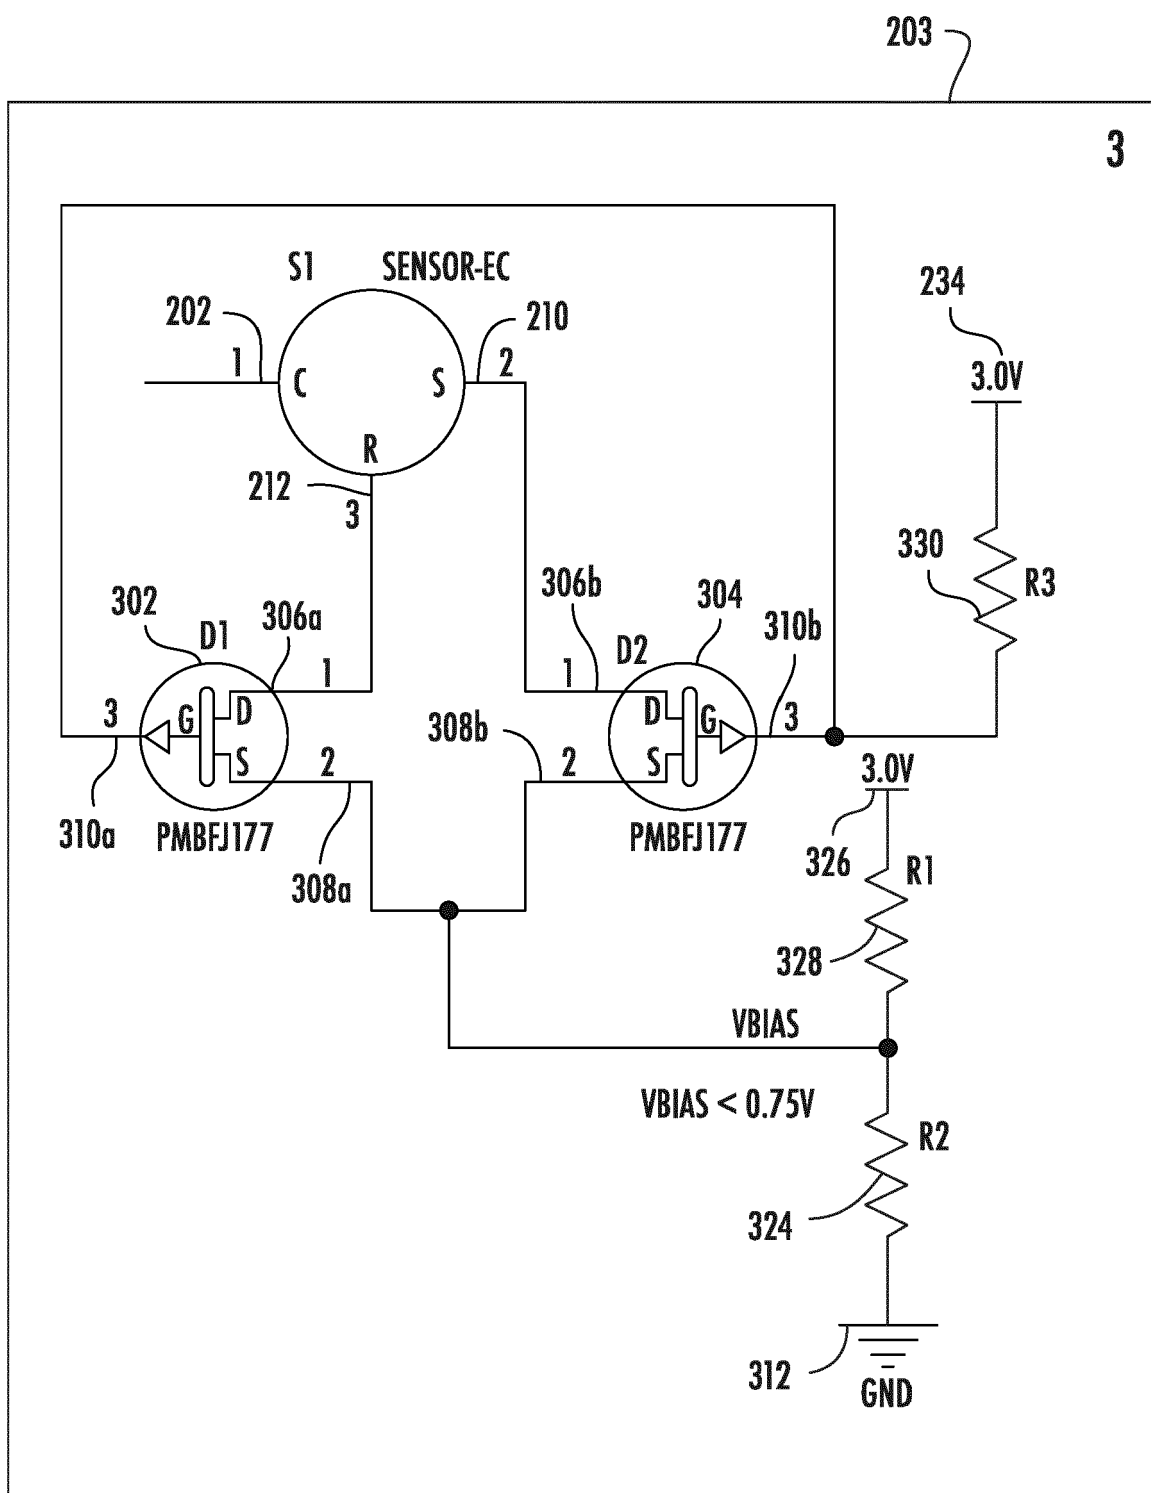 203
3
S1 SENSOR-EC
234
202
210
1
2
3.0V
C
S
R
212
3
330
R3
302
306a
306b
304
310b
D1
D2
1
1
3
G
D
D
G
3
S
2
308b
2
S
3.0V
310a
PMBFJ177
PMBFJ177
308a
326
R1
328
VBIAS
VBIAS < 0.75V
R2
324
312
GND